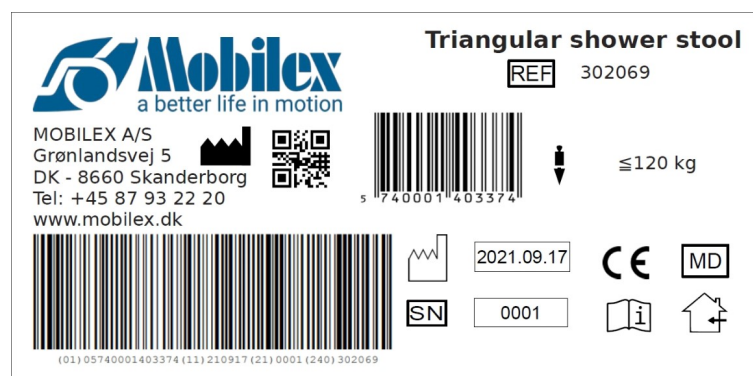 Mobilex
a better life in motion
Triangular shower stool
REF 302069
MOBILEX A/S
Grønlandsvej 5
DK - 8660 Skanderborg
Tel: +45 87 93 22 20
www.mobilex.dk
5 740001 403374
≦120 kg
2021.09.17
CE
MD
SN 0001
i
(01)05740001403374(11)210917(21)0001(240)302069